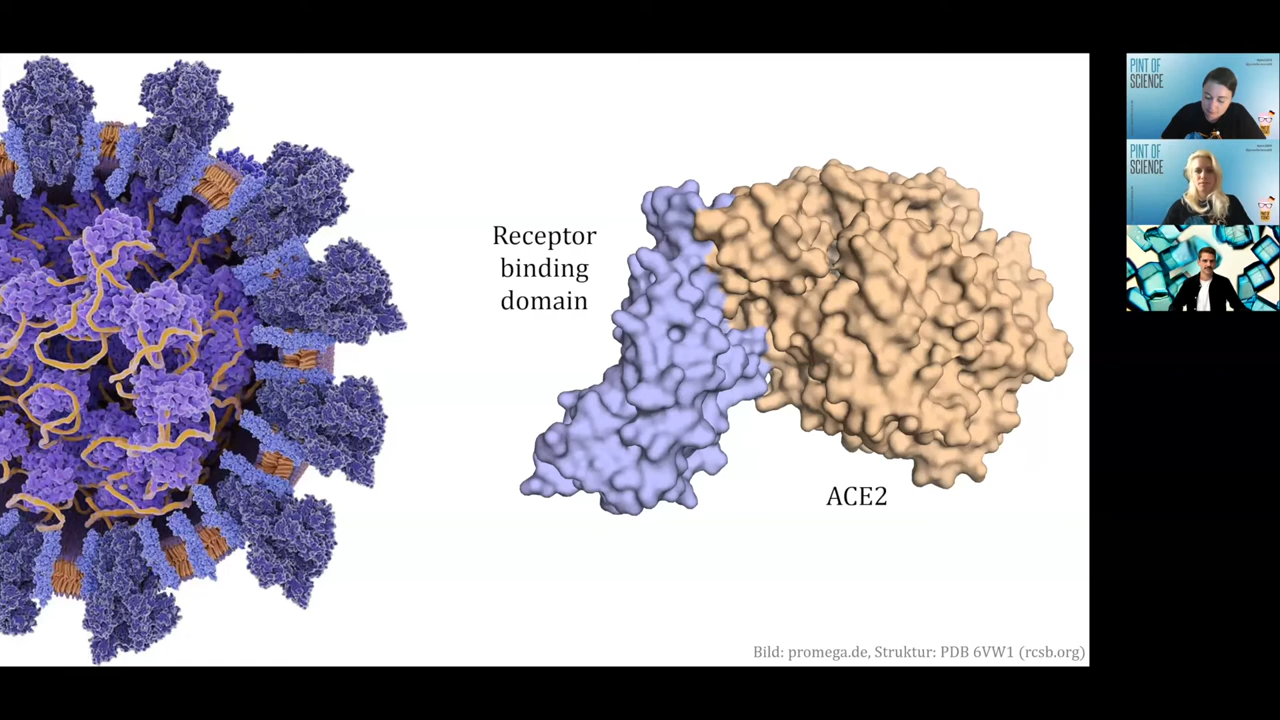 Receptor
binding
domain
ACE2
Bild: promega.de, Struktur: PDB 6VW1 (rcsb.org)
PINT OF
SCIENCE
PINT OF
SCIENCE